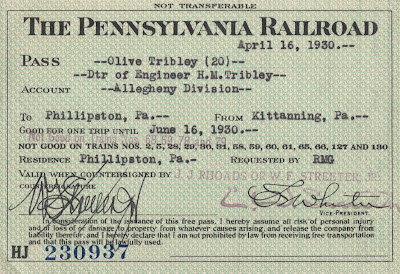 NOT TRANSFERABLE
THE PENNSYLVANIA RAILROAD
April 16, 1930.--
PASS --Olive Tribley (20)--
--Dtr of Engineer H.M.Tribley--
ACCOUNT --Allegheny Division--
TO Phillipston, Pa.-- FROM Kittanning, Pa.--
GOOD FOR ONE TRIP UNTIL June 16, 1930.--
Not Good on Trains Nos. 
NOT GOOD ON TRAINS NOS. 2, 5, 28, 29, 30, 31, 58, 59, 60, 61, 65, 66, 127 AND 130
RESIDENCE Phillipston, Pa.- REQUESTED BY RMG
VALID WHEN COUNTERSIGNED BY J. J. RHOADS OR W. F. STRESTER, JR.
COUNTERSIGNATURE
VICE-PRESIDENT
In consideration of the issuance of this free pass, I hereby assume all risk of personal injury
and of loss of or damage to property from whatever causes arising, and release the company from
liability therefor, and I hereby declare that I am not prohibited by law from receiving free transportation
and that this pass will be lawfully used.
HJ 230937